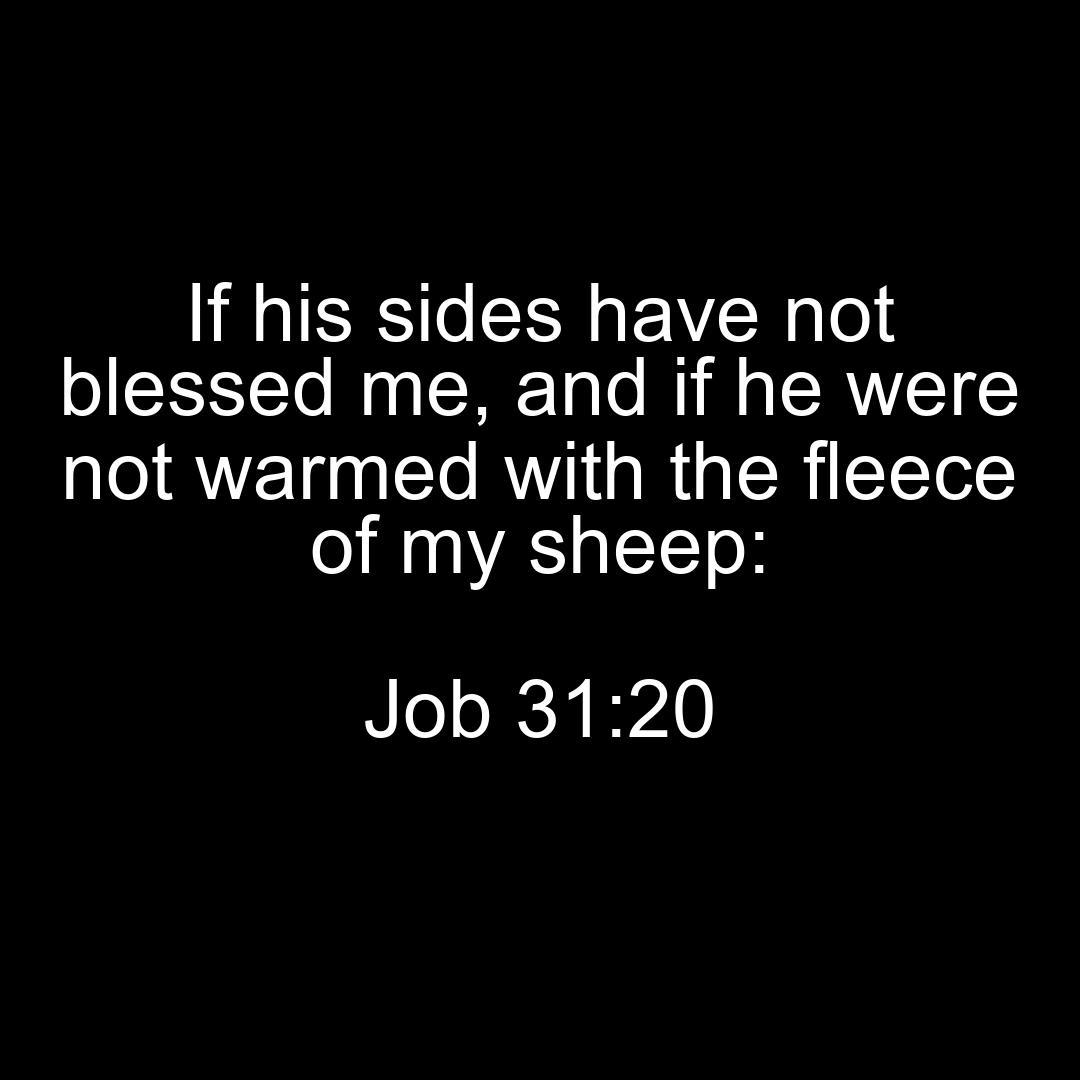 If his sides have not
blessed me, and if he were
not warmed with the fleece
of my sheep:
Job 31:20